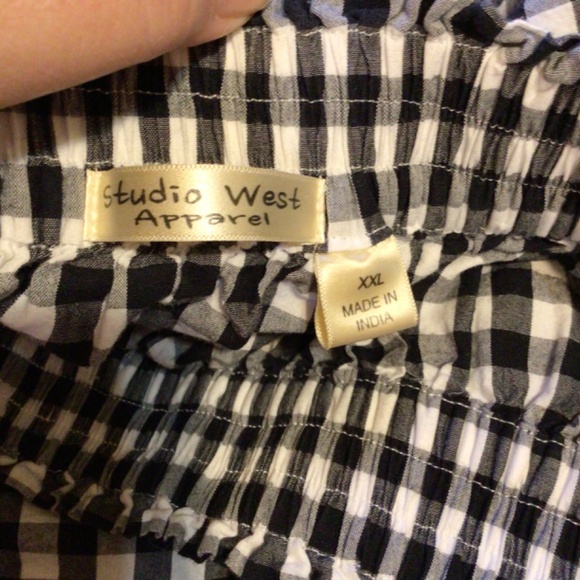 Studio West
Apparel
XXL
MADE IN
INDIA